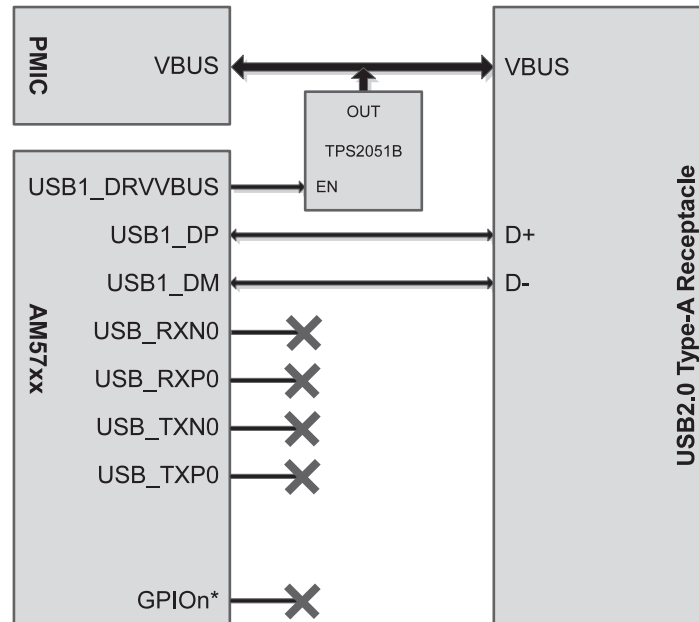 PMIC
VBUS
VBUS
OUT
TPS2051B
EN
AM57xx
USB1_DRVVBUS
USB1_DP
D+
USB1_DM
D-
USB_RXN0
USB_RXP0
USB_TXN0
USB_TXP0
GPIOn*
USB2.0 Type-A Receptacle